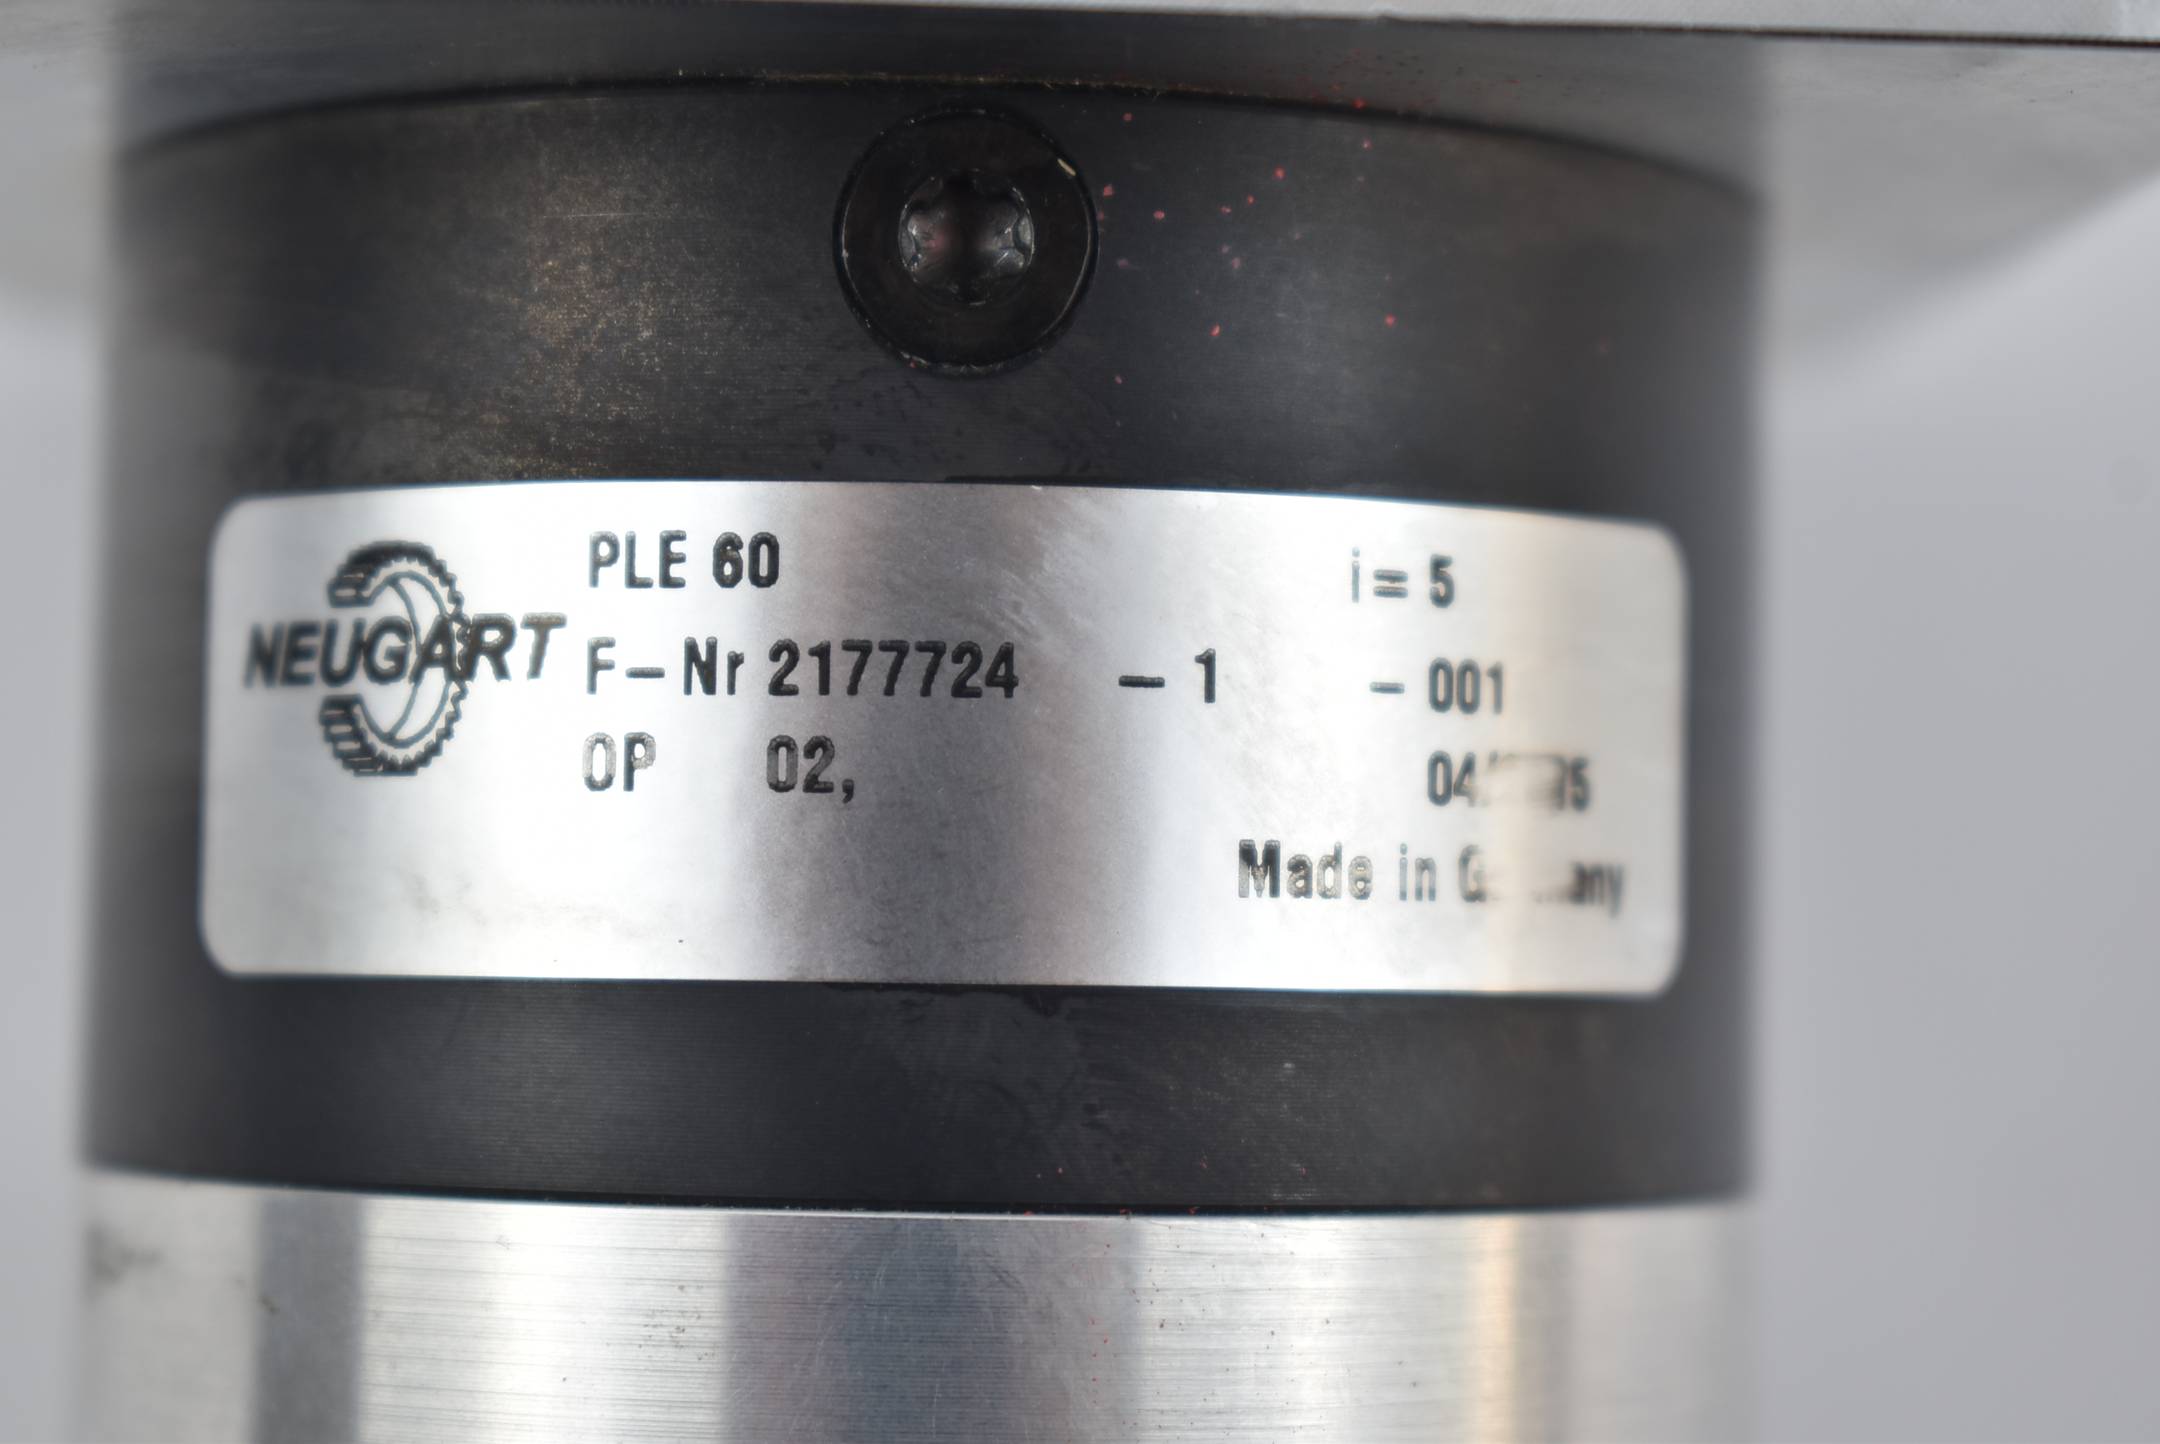 NEUGART
PLE 60 i = 5
F-Nr 2177724 - 1 - 001
OP 02,
Made in